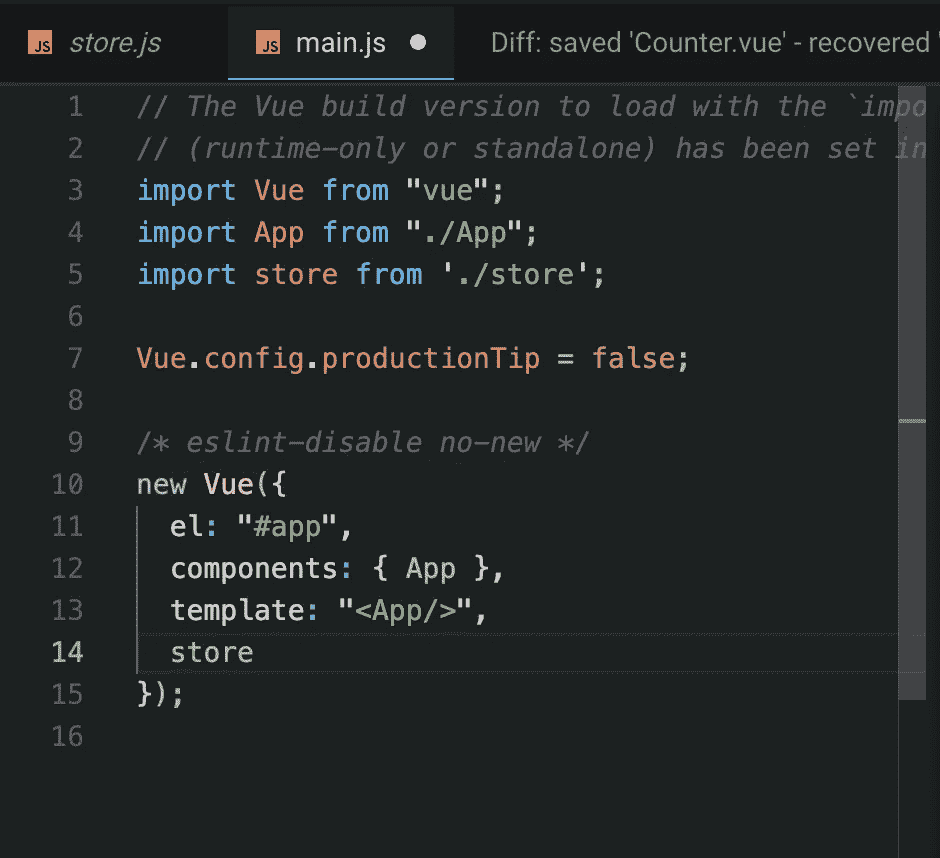 JS store.js JS main.js Diff: saved 'Counter.vue' - recovered '
1 // The Vue build version to load with the `impo
2 // (runtime-only or standalone) has been set in
3 import Vue from "vue";
4 import App from "./App";
5 import store from './store';
6
7 Vue.config.productionTip = false;
8
9 /* eslint-disable no-new */
10 new Vue({
11   el: "#app",
12   components: { App },
13   template: "<App/>",
14   store
15 });
16